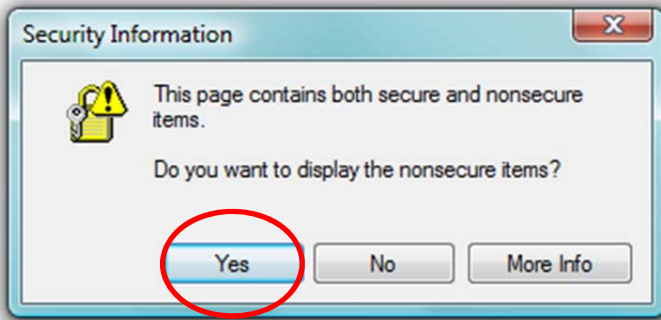 Security Information
This page contains both secure and nonsecure
items.
Do you want to display the nonsecure items?
Yes No More Info